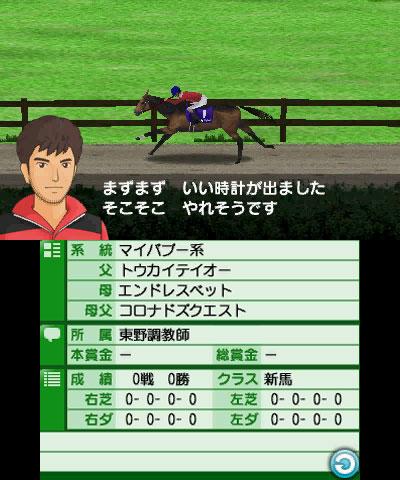 まずまず　いい時計が出ました
そこそこ　やれそうです
系　統　マイバブー系
父　トウカイテイオー
母　エンドレスベット
母父　コロナドズクエスト
所　属　東野調教師
本賞金　－　総賞金　－
成　績　0戦　0勝　クラス　新馬
右芝　0- 0- 0- 0　左芝　0- 0- 0- 0
右ダ　0- 0- 0- 0　左ダ　0- 0- 0- 0